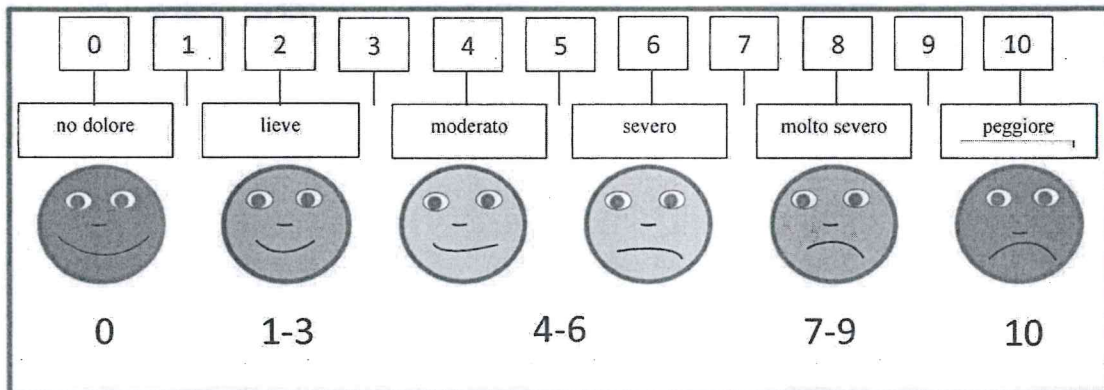 0 1 2 3 4 5 6 7 8 9 10
no dolore lieve moderato severo molto severo peggiore
0 1-3 4-6 7-9 10